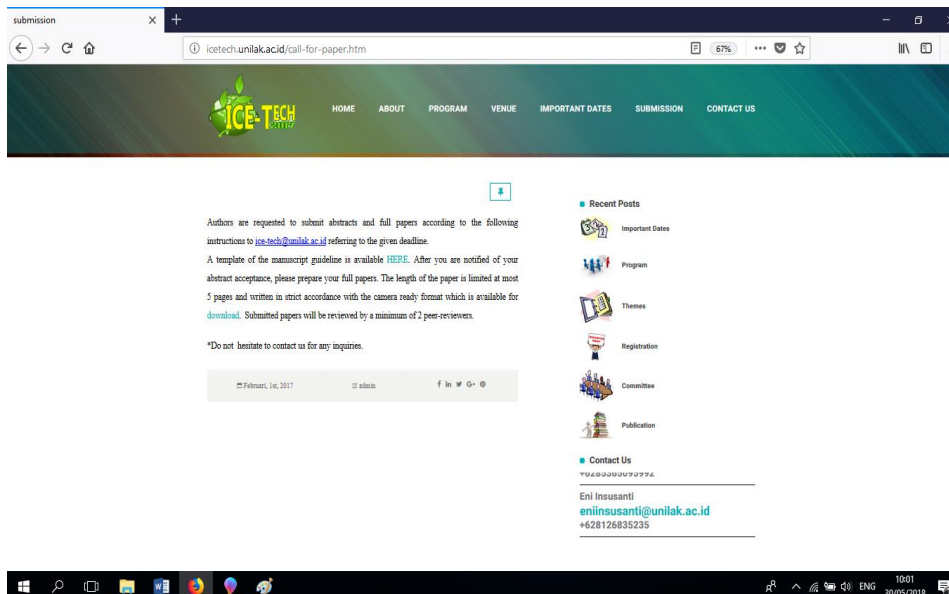 submission
icetech.unilak.ac.id/call-for-paper.htm
67%
ICE-TECH
HOME ABOUT PROGRAM VENUE IMPORTANT DATES SUBMISSION CONTACT US
Authors are requested to submit abstracts and full papers according to the following
instructions to ice-tech@unilak.ac.id referring to the given deadline.
A template of the manuscript guideline is available HERE. After you are notified of your
abstract acceptance, please prepare your full papers. The length of the paper is limited at most
5 pages and written in strict accordance with the camera ready format which is available for
download. Submitted papers will be reviewed by a minimum of 2 peer-reviewers.
*Do not hesitate to contact us for any inquiries.
Februari, 1st, 2017 admin
Recent Posts
Important Dates
Program
Themes
Registration
Committee
Publication
Contact Us
+6285365095992
Eni Insusanti
eniinsusanti@unilak.ac.id
+628126835235
ENG
10:01
30/05/2018